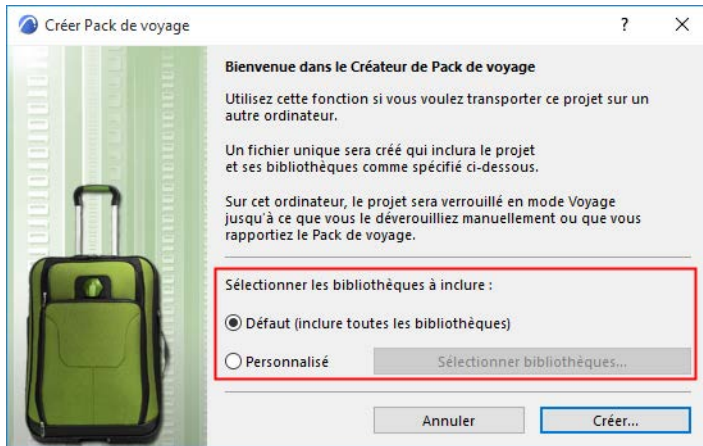 Créer Pack de voyage
?
Bienvenue dans le Créateur de Pack de voyage
Utilisez cette fonction si vous voulez transporter ce projet sur un
autre ordinateur.
Un fichier unique sera créé qui inclura le projet
et ses bibliothèques comme spécifié ci-dessous.
Sur cet ordinateur, le projet sera verrouillé en mode Voyage
jusqu'à ce que vous le déverouilliez manuellement ou que vous
rapportiez le Pack de voyage.
Sélectionner les bibliothèques à inclure :
Défaut (inclure toutes les bibliothèques)
Personnalisé Sélectionner bibliothèques...
Annuler Créer...